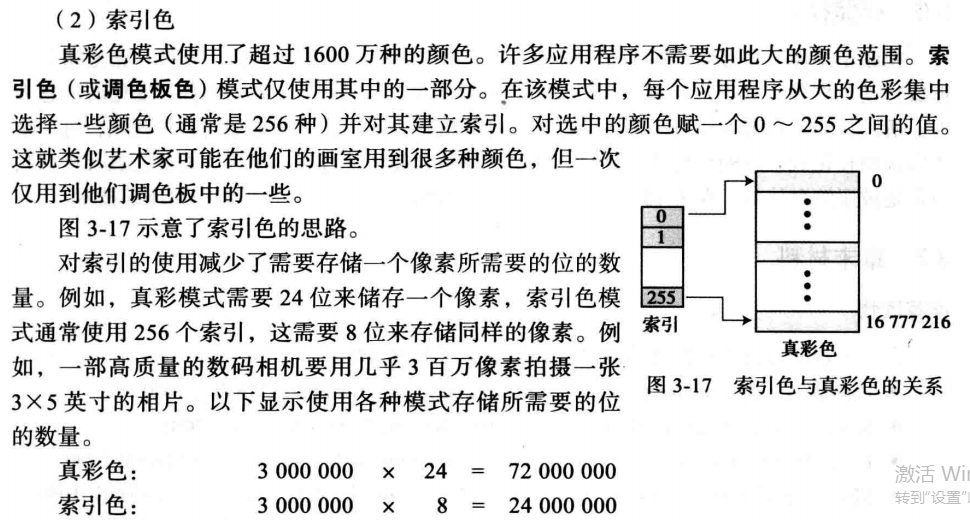 （2）索引色
真彩色模式使用了超过 1600 万种的颜色。许多应用程序不需要如此大的颜色范围。索
引色（或调色板色）模式仅使用其中的一部分。在该模式中，每个应用程序从大的色彩集中
选择一些颜色（通常是 256 种）并对其建立索引。对选中的颜色赋一个 0 ～ 255 之间的值。
这就类似艺术家可能在他们的画室用到很多种颜色，但一次
仅用到他们调色板中的一些。
图 3-17 示意了索引色的思路。
对索引的使用减少了需要存储一个像素所需要的位的数
量。例如，真彩模式需要 24 位来储存一个像素，索引色模
式通常使用 256 个索引，这需要 8 位来存储同样的像素。例
如，一部高质量的数码相机要用几乎 3 百万像素拍摄一张
3×5 英寸的相片。以下显示使用各种模式存储所需要的位
的数量。
真彩色： 3 000 000 × 24 = 72 000 000
索引色： 3 000 000 × 8 = 24 000 000
0
1
255
索引
0
16 777 216
真彩色
图 3-17 索引色与真彩色的关系
激活 Wi
转到“设置”